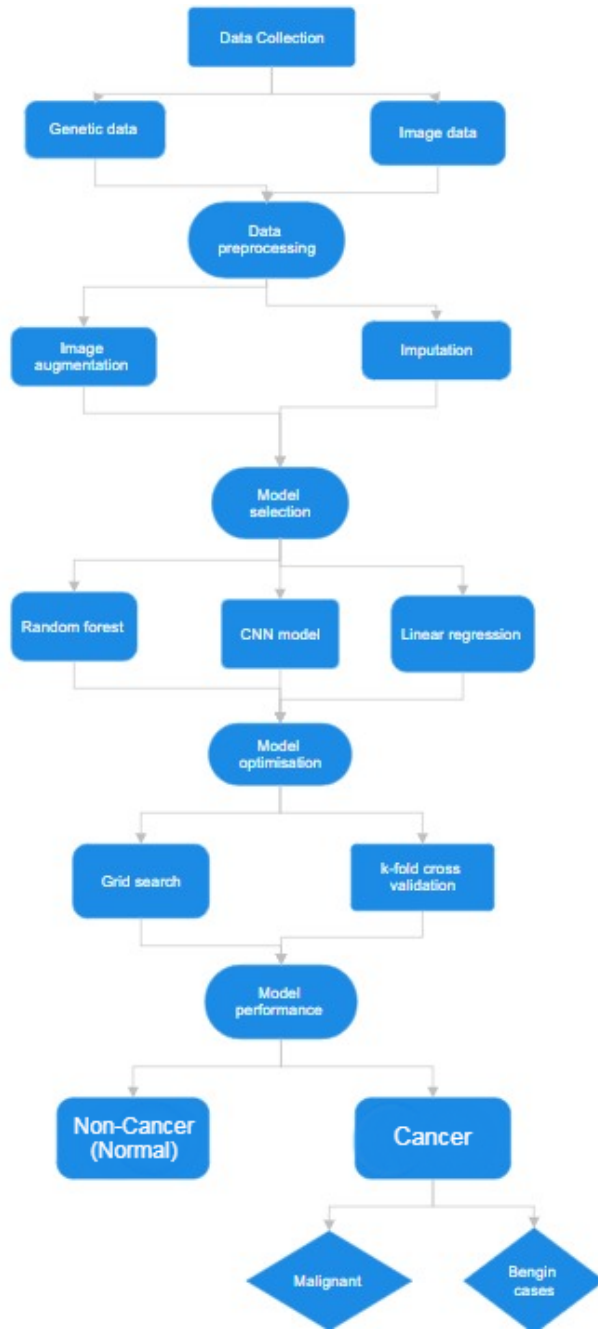 Data Collection
Genetic data
Image data
Data
preprocessing
Image
augmentation
Imputation
Model
selection
Random forest
CNN model
Linear regression
Model
optimisation
Grid search
k-fold cross
validation
Model
performance
Non-Cancer
(Normal)
Cancer
Malignant
Bengin
cases